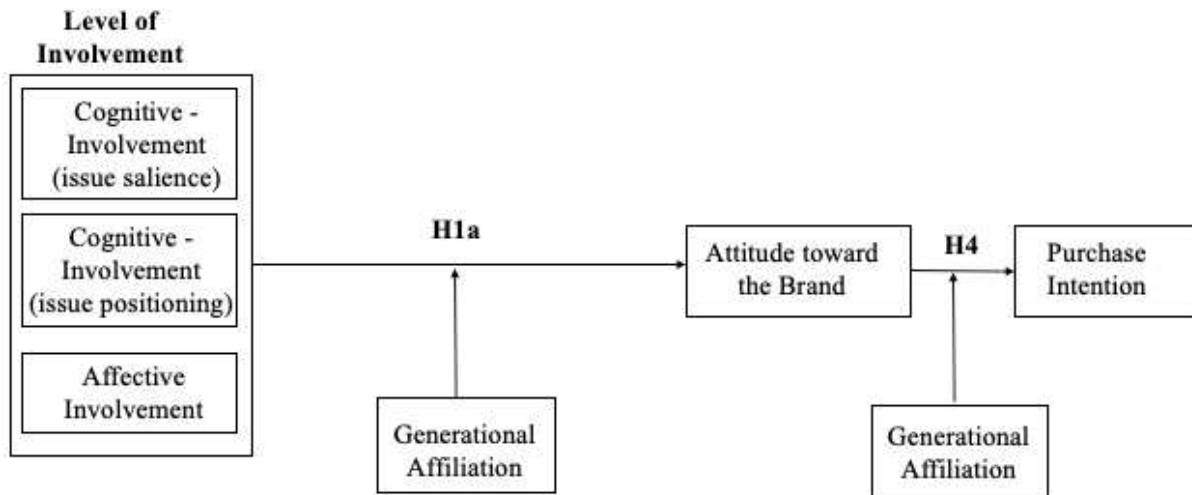 Level of
Involvement
Cognitive -
Involvement
(issue salience)
Cognitive -
Involvement
(issue positioning)
Affective
Involvement
H1a
Generational
Affiliation
Attitude toward
the Brand
H4
Generational
Affiliation
Purchase
Intention